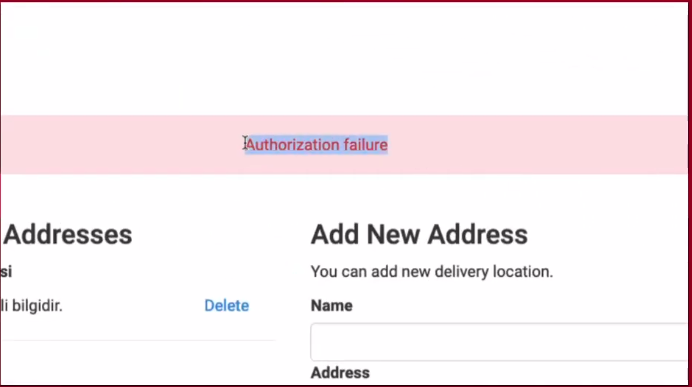 Authorization failure
Addresses
si
li bilgidir.
Delete
Add New Address
You can add new delivery location.
Name
Address